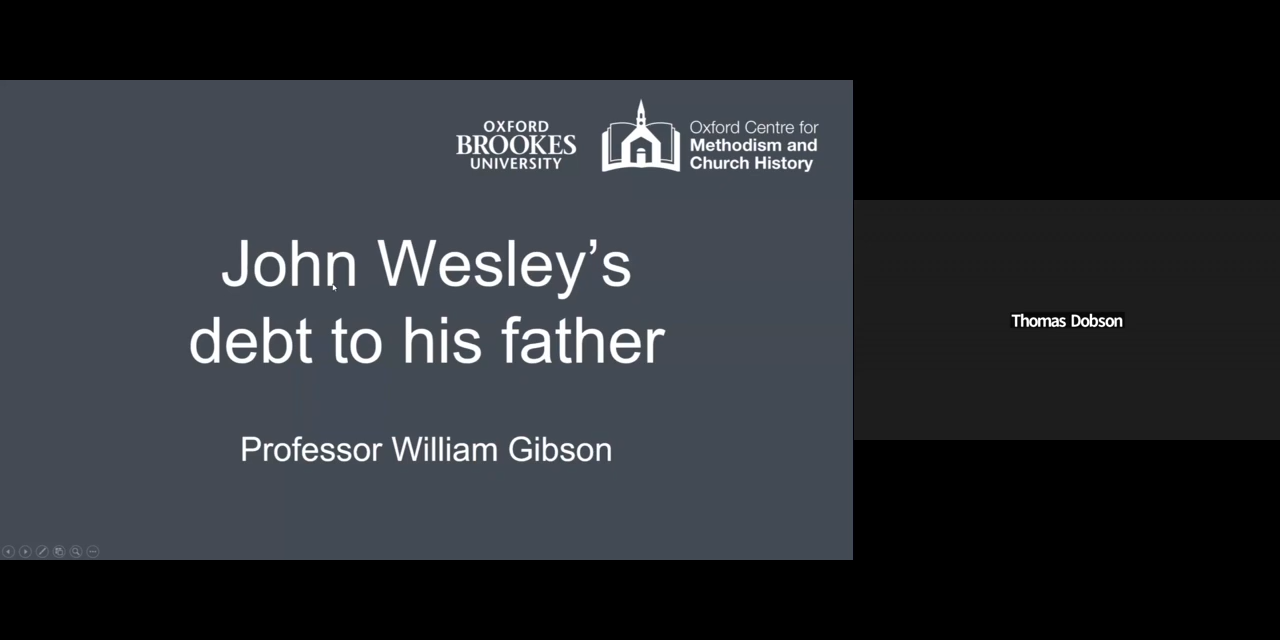 OXFORD
BROOKES
UNIVERSITY
Oxford Centre for
Methodism and
Church History
John Wesley’s
debt to his father
Professor William Gibson
Thomas Dobson